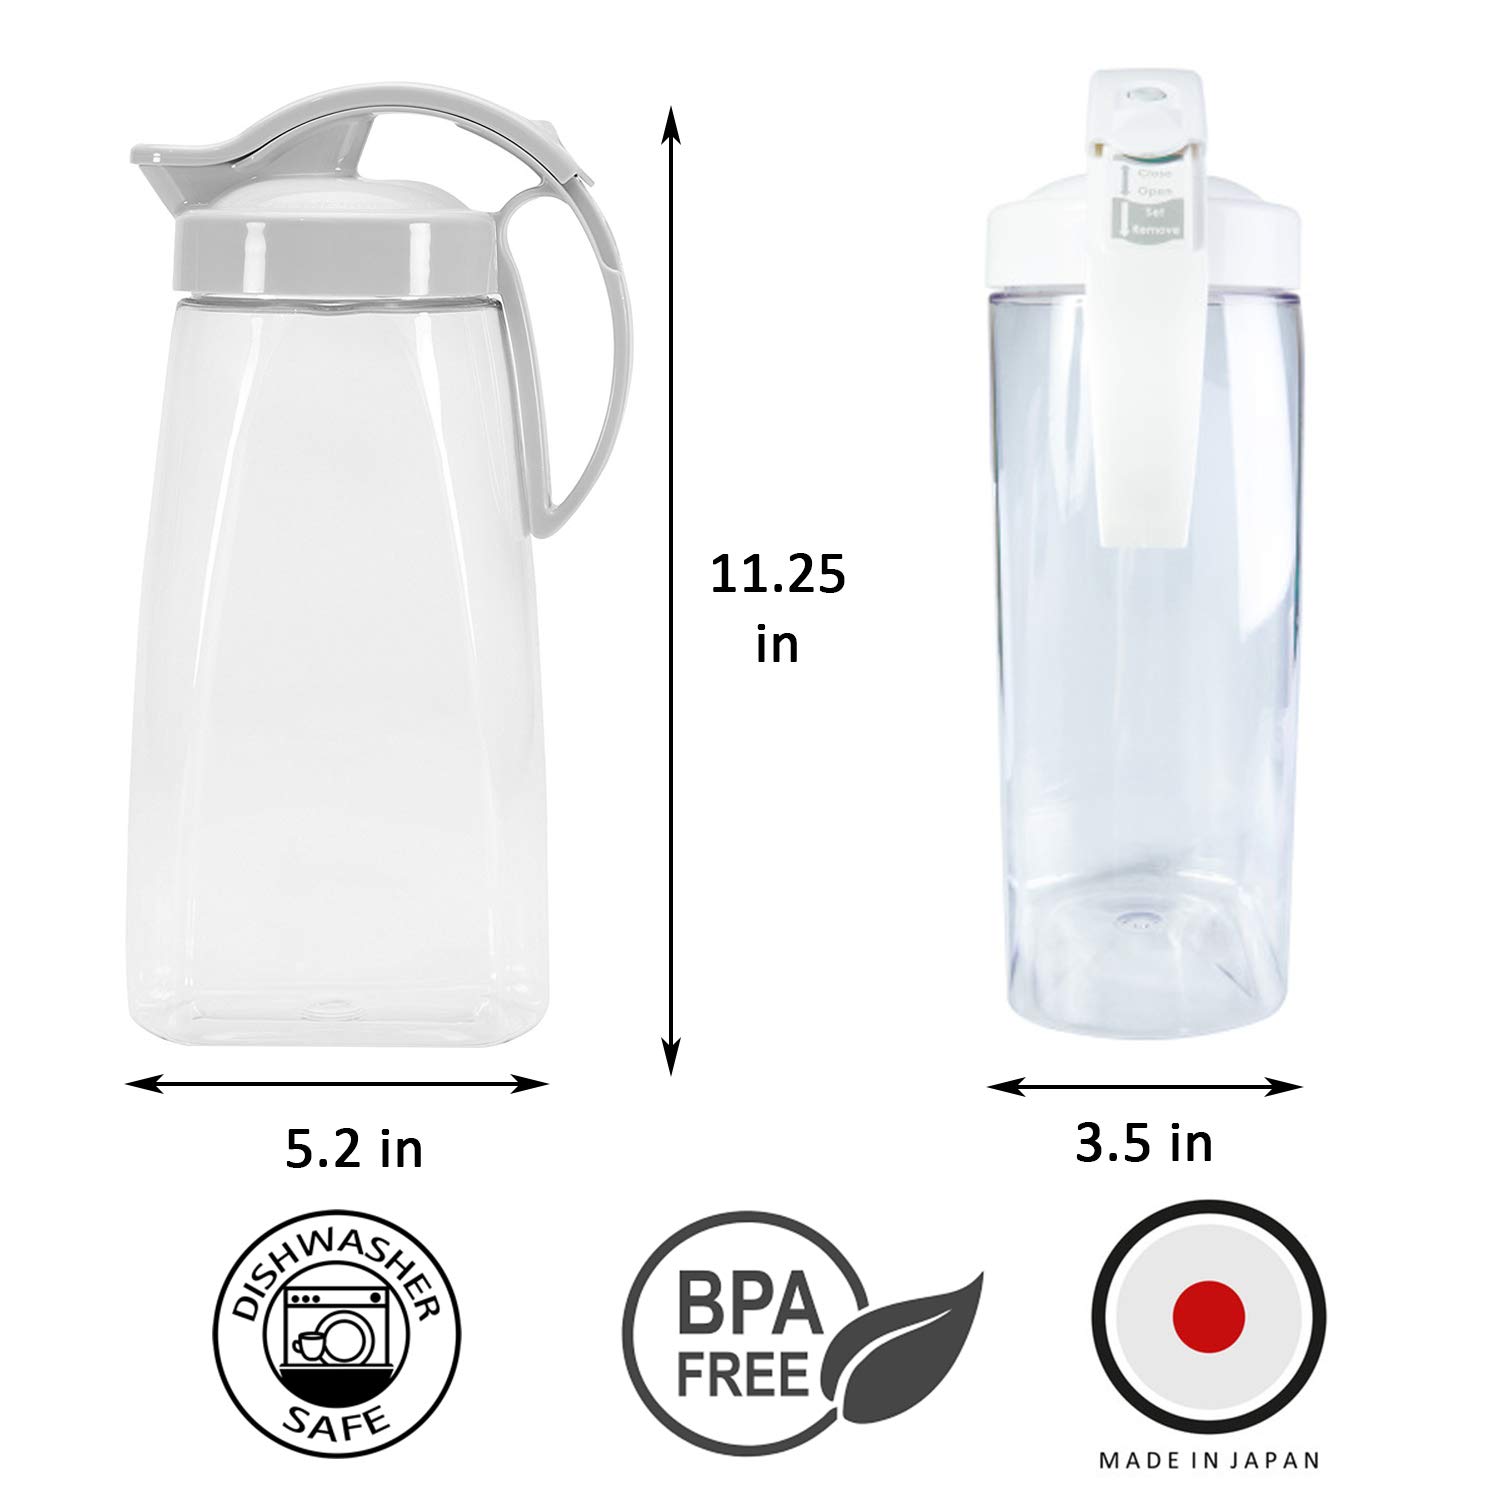 Close
Open
Set
Remove
11.25
in
5.2 in
3.5 in
DISHWASHER
SAFE
BPA
FREE
MADE IN JAPAN